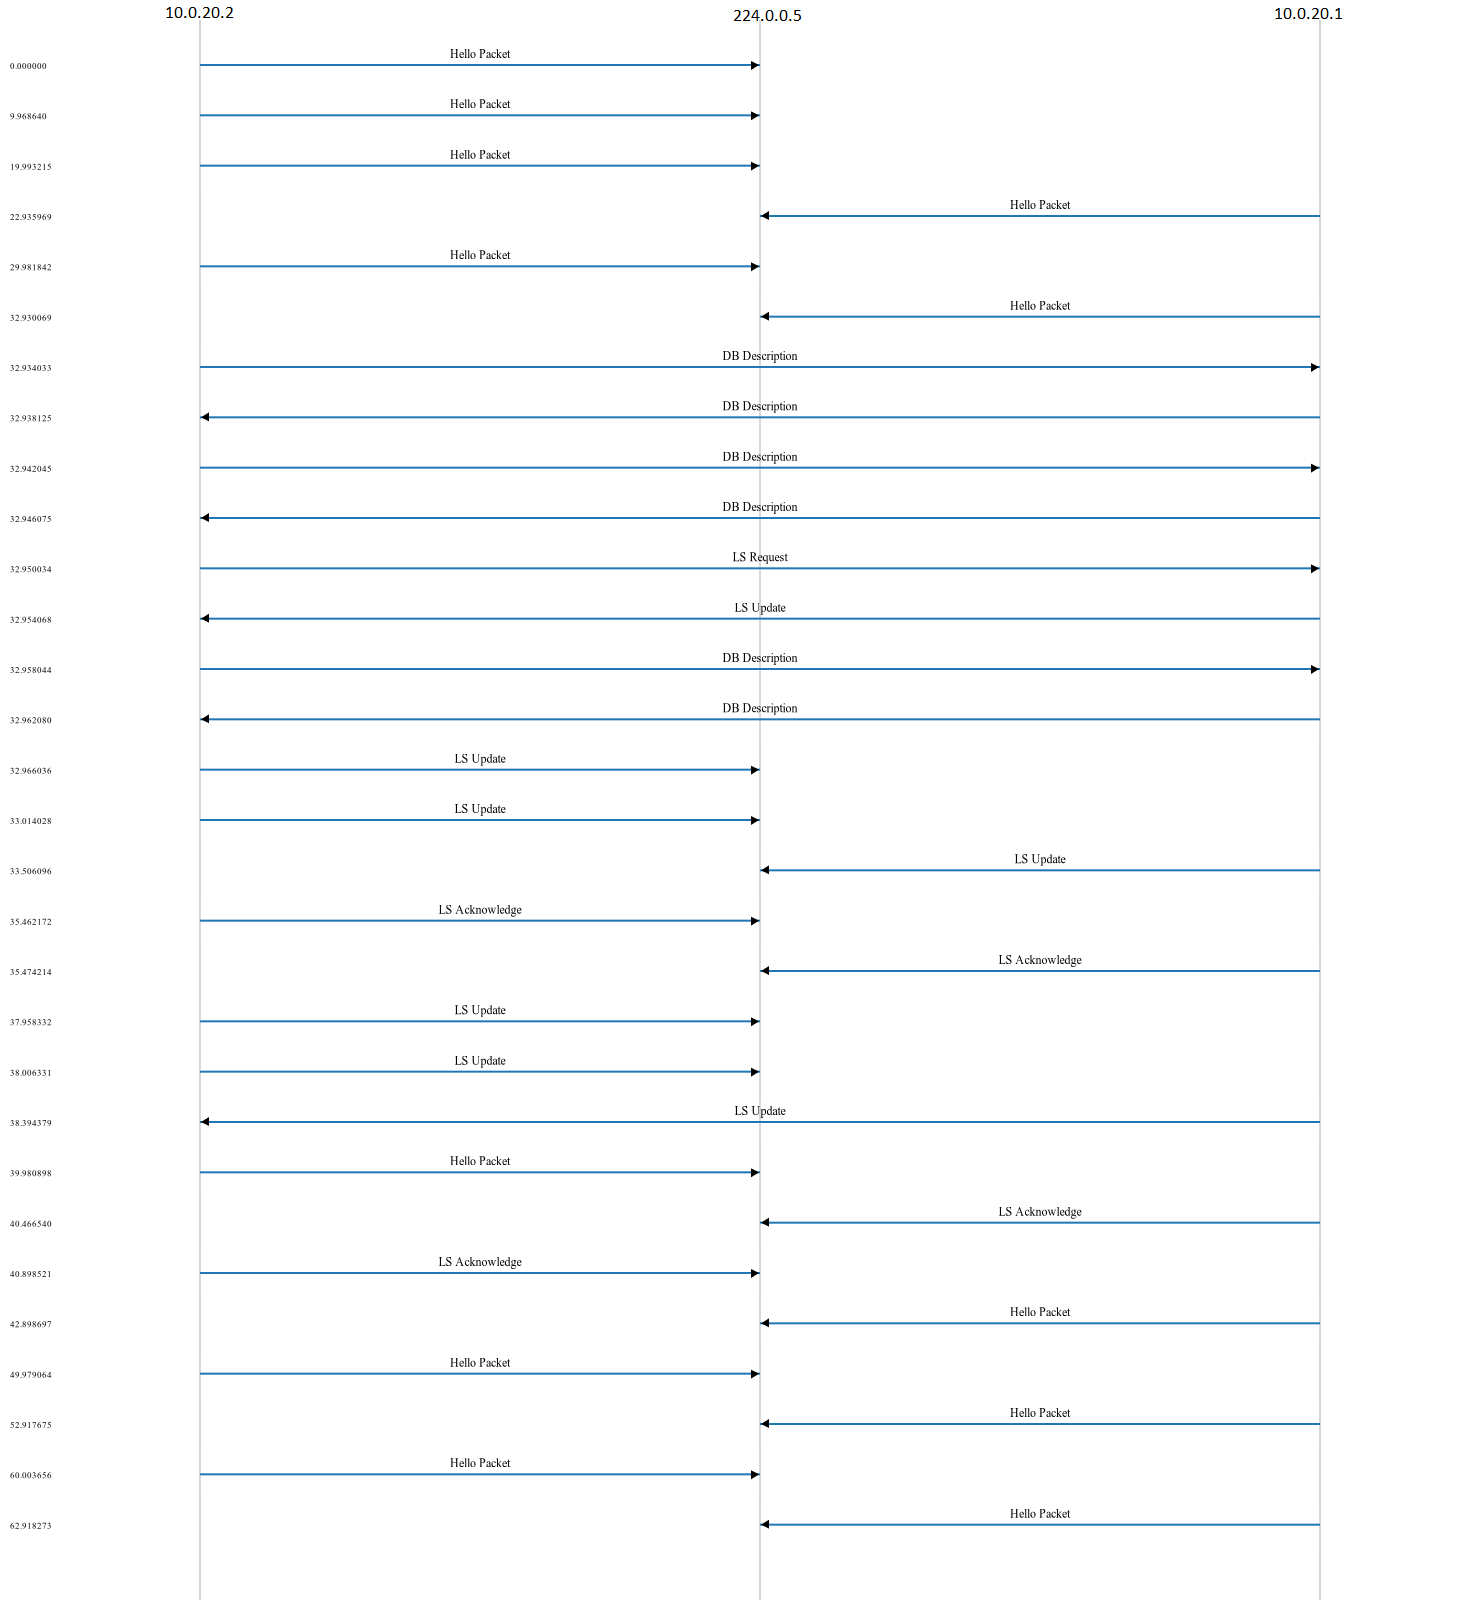 10.0.20.2 224.0.0.5 10.0.20.1
Hello Packet
0.000000
Hello Packet
9.968640
Hello Packet
19.993215
Hello Packet
22.935969
Hello Packet
29.981842
Hello Packet
32.930069
DB Description
32.934033
DB Description
32.938125
DB Description
32.942045
DB Description
32.946075
LS Request
32.950034
LS Update
32.954068
DB Description
32.958044
DB Description
32.962080
LS Update
32.966036
LS Update
33.014028
LS Update
33.506096
LS Acknowledge
35.462172
LS Acknowledge
35.474214
LS Update
37.958332
LS Update
38.006331
LS Update
38.394379
Hello Packet
39.980898
LS Acknowledge
40.466540
LS Acknowledge
40.898521
Hello Packet
42.898697
Hello Packet
49.979064
Hello Packet
52.917675
Hello Packet
60.003656
Hello Packet
62.918273